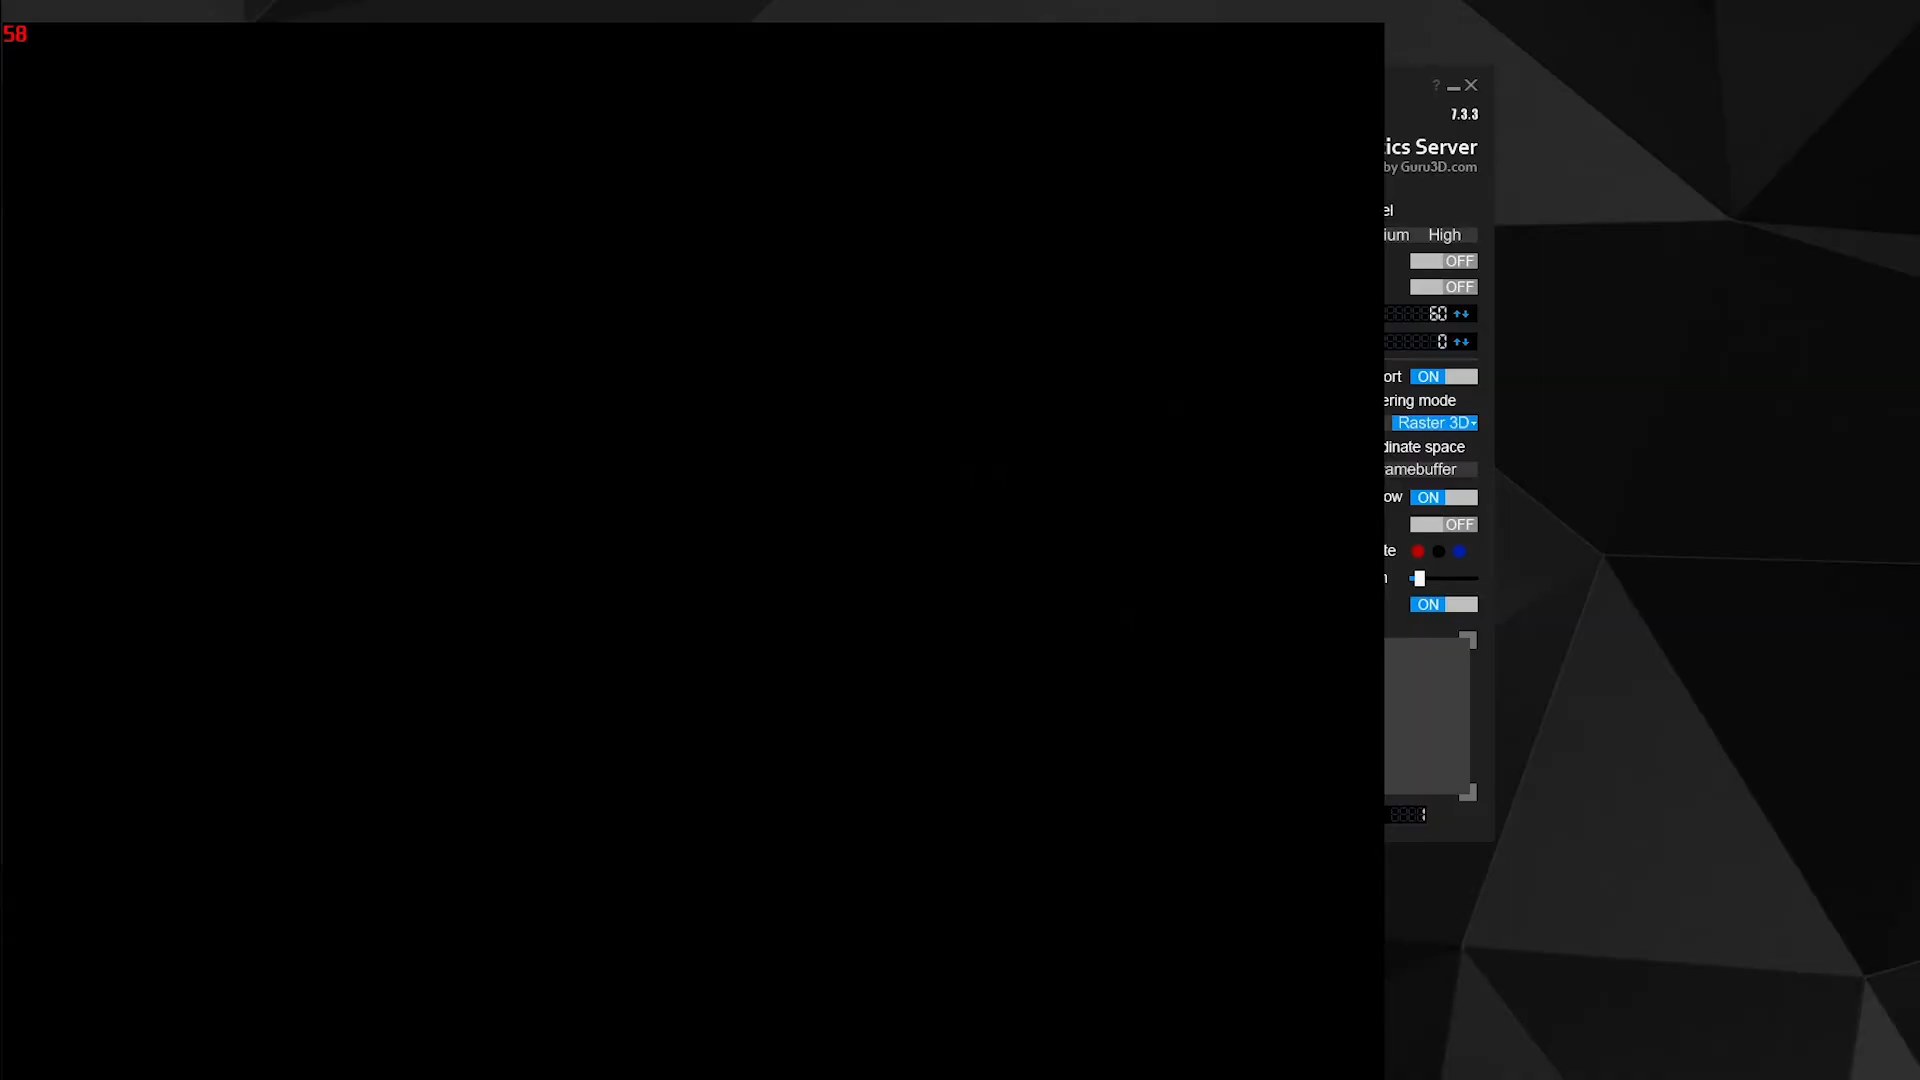 58
?
7.3.3
ics Server
by Guru3D.com
el
ium High
OFF
OFF
60
0
ort ON
ering mode
Raster 3D
dinate space
amebuffer
ow ON
OFF
te
n
ON
1